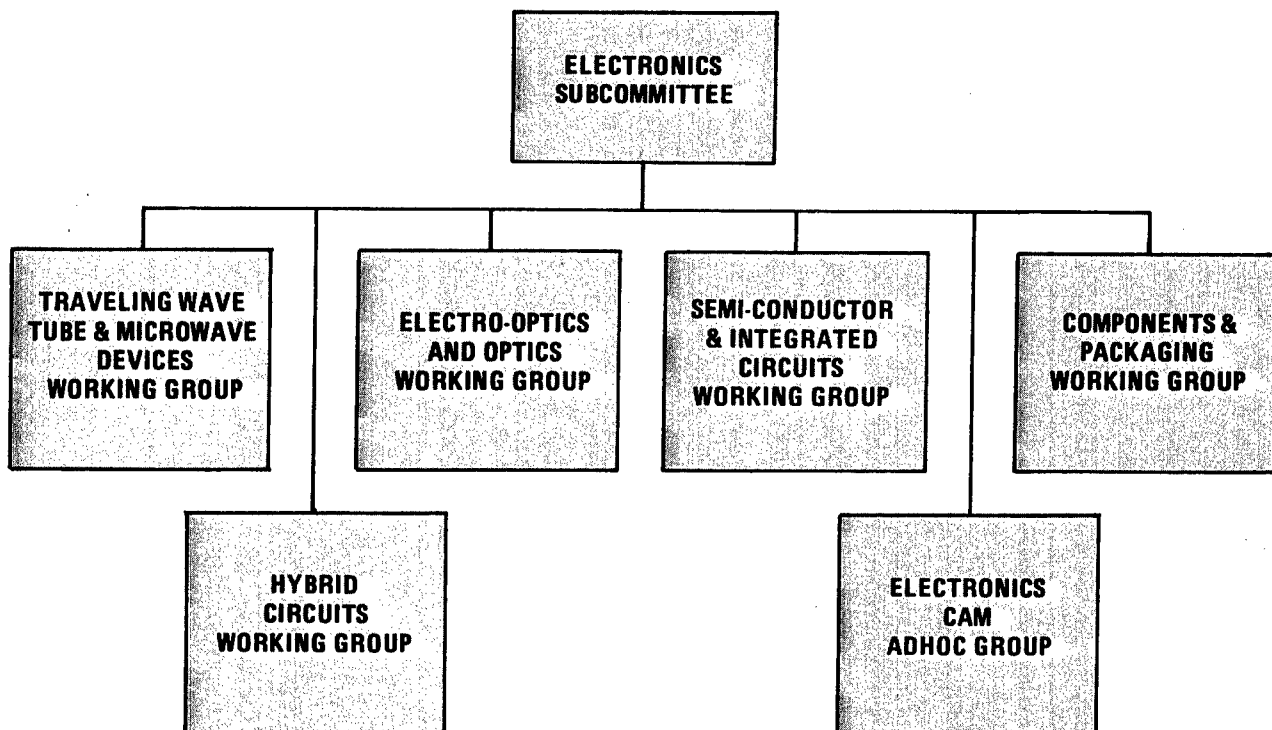 ELECTRONICS
SUBCOMMITTEE
TRAVELING WAVE
TUBE & MICROWAVE
DEVICES
WORKING GROUP
ELECTRO-OPTICS
AND OPTICS
WORKING GROUP
SEMI-CONDUCTOR
& INTEGRATED
CIRCUITS
WORKING GROUP
COMPONENTS &
PACKAGING
WORKING GROUP
HYBRID
CIRCUITS
WORKING GROUP
ELECTRONICS
CAM
ADHOC GROUP